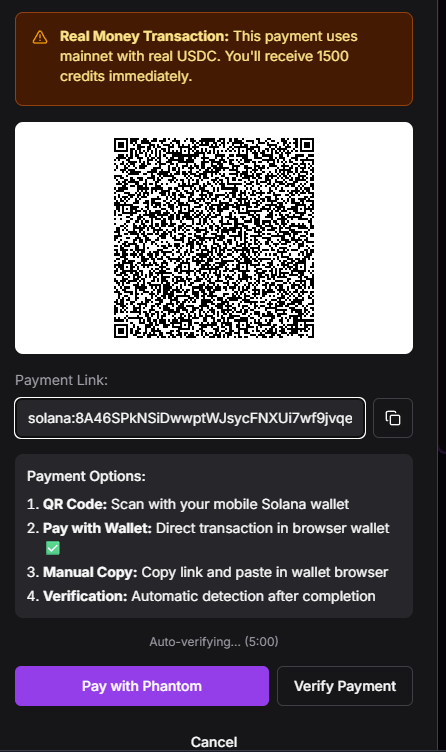 Real Money Transaction: This payment uses
mainnet with real USDC. You'll receive 1500
credits immediately.
Payment Link:
solana:8A46SPkNSiDwwptWJsycFNXUi7wf9jvqe
Payment Options:
1. QR Code: Scan with your mobile Solana wallet
2. Pay with Wallet: Direct transaction in browser wallet
✅
3. Manual Copy: Copy link and paste in wallet browser
4. Verification: Automatic detection after completion
Auto-verifying... (5:00)
Pay with Phantom
Verify Payment
Cancel